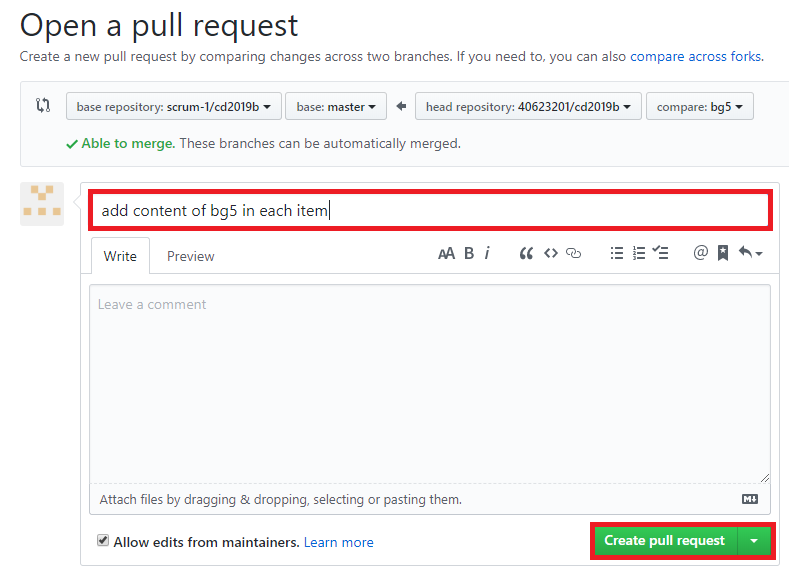 Open a pull request
Create a new pull request by comparing changes across two branches. If you need to, you can also compare across forks.
base repository: scrum-1/cd2019b base: master head repository: 40623201/cd2019b compare: bg5
Able to merge. These branches can be automatically merged.
add content of bg5 in each item
Write Preview AA B i @
Leave a comment
Attach files by dragging & dropping, selecting or pasting them. M
Allow edits from maintainers. Learn more Create pull request